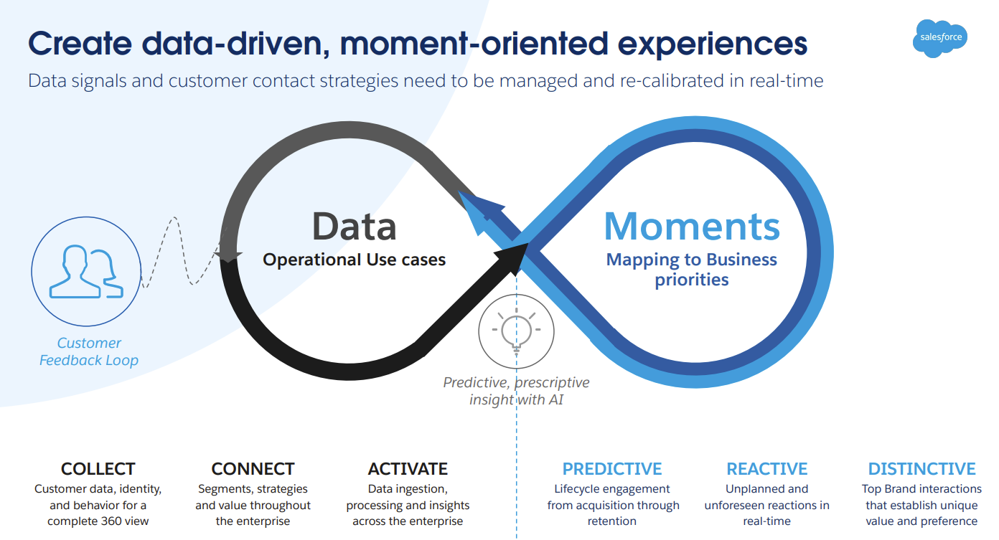 Create data-driven, moment-oriented experiences
salesforce
Data signals and customer contact strategies need to be managed and re-calibrated in real-time
Data
Operational Use cases
Moments
Mapping to Business
priorities
Customer
Feedback Loop
Predictive, prescriptive
insight with AI
COLLECT
Customer data, identity,
and behavior for a
complete 360 view
CONNECT
Segments, strategies
and value throughout
the enterprise
ACTIVATE
Data ingestion,
processing and insights
across the enterprise
PREDICTIVE
Lifecycle engagement
from acquisition through
retention
REACTIVE
Unplanned and
unforeseen reactions in
real-time
DISTINCTIVE
Top Brand interactions
that establish unique
value and preference